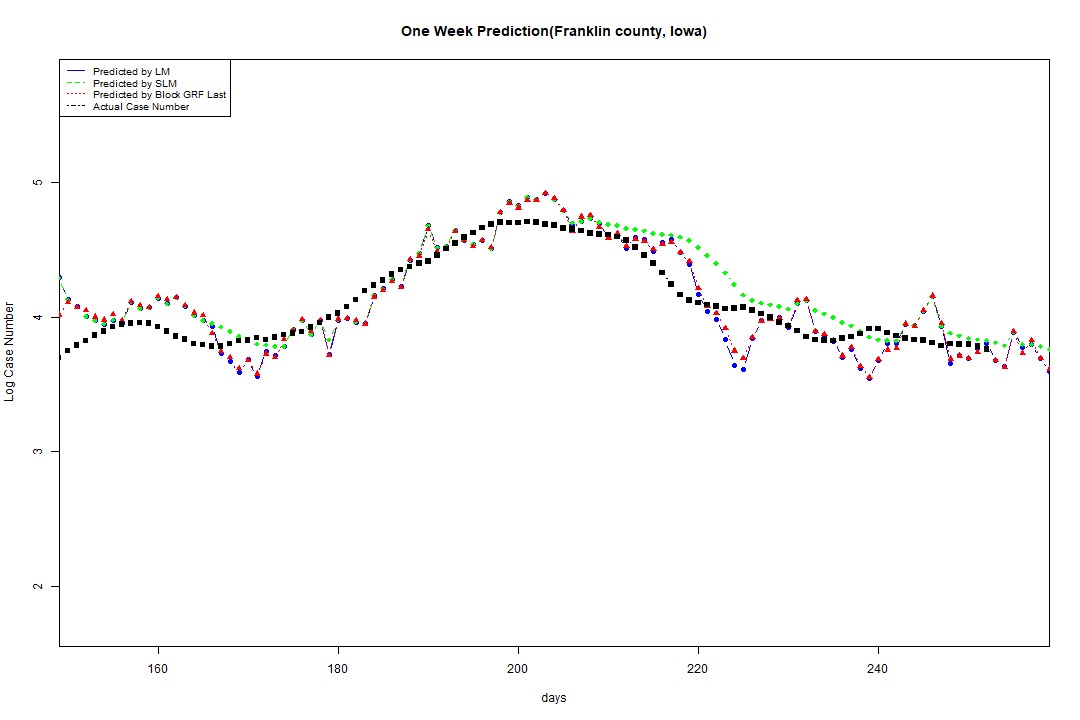 One Week Prediction(Franklin county, Iowa)
Predicted by LM
Predicted by SLM
Predicted by Block GRF Last
Actual Case Number
5
4
3
2
Log Case Number
160 180 200 220 240
days